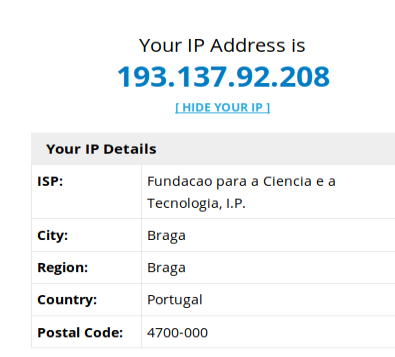 Your IP Address is
193.137.92.208
[ HIDE YOUR IP ]
Your IP Details
ISP: Fundacao para a Ciencia e a
Tecnologia, I.P.
City: Braga
Region: Braga
Country: Portugal
Postal Code: 4700-000